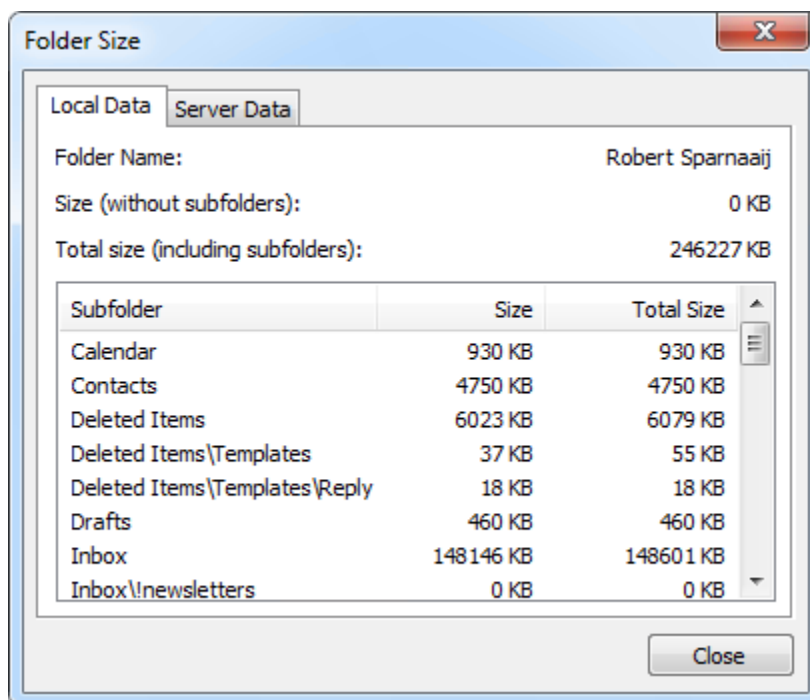 Folder Size
Local Data Server Data
Folder Name: Robert Sparnaaij
Size (without subfolders): 0 KB
Total size (including subfolders): 246227 KB
Subfolder Size Total Size
Calendar 930 KB 930 KB
Contacts 4750 KB 4750 KB
Deleted Items 6023 KB 6079 KB
Deleted Items\Templates 37 KB 55 KB
Deleted Items\Templates\Reply 18 KB 18 KB
Drafts 460 KB 460 KB
Inbox 148146 KB 148601 KB
Inbox\!newsletters 0 KB 0 KB
Close